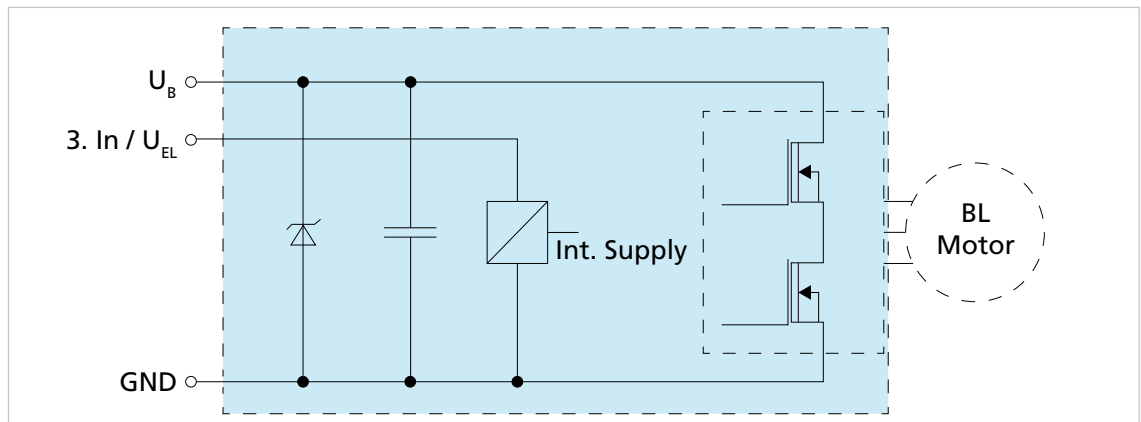 U_B
3. In / U_EL
Int. Supply
BL
Motor
GND